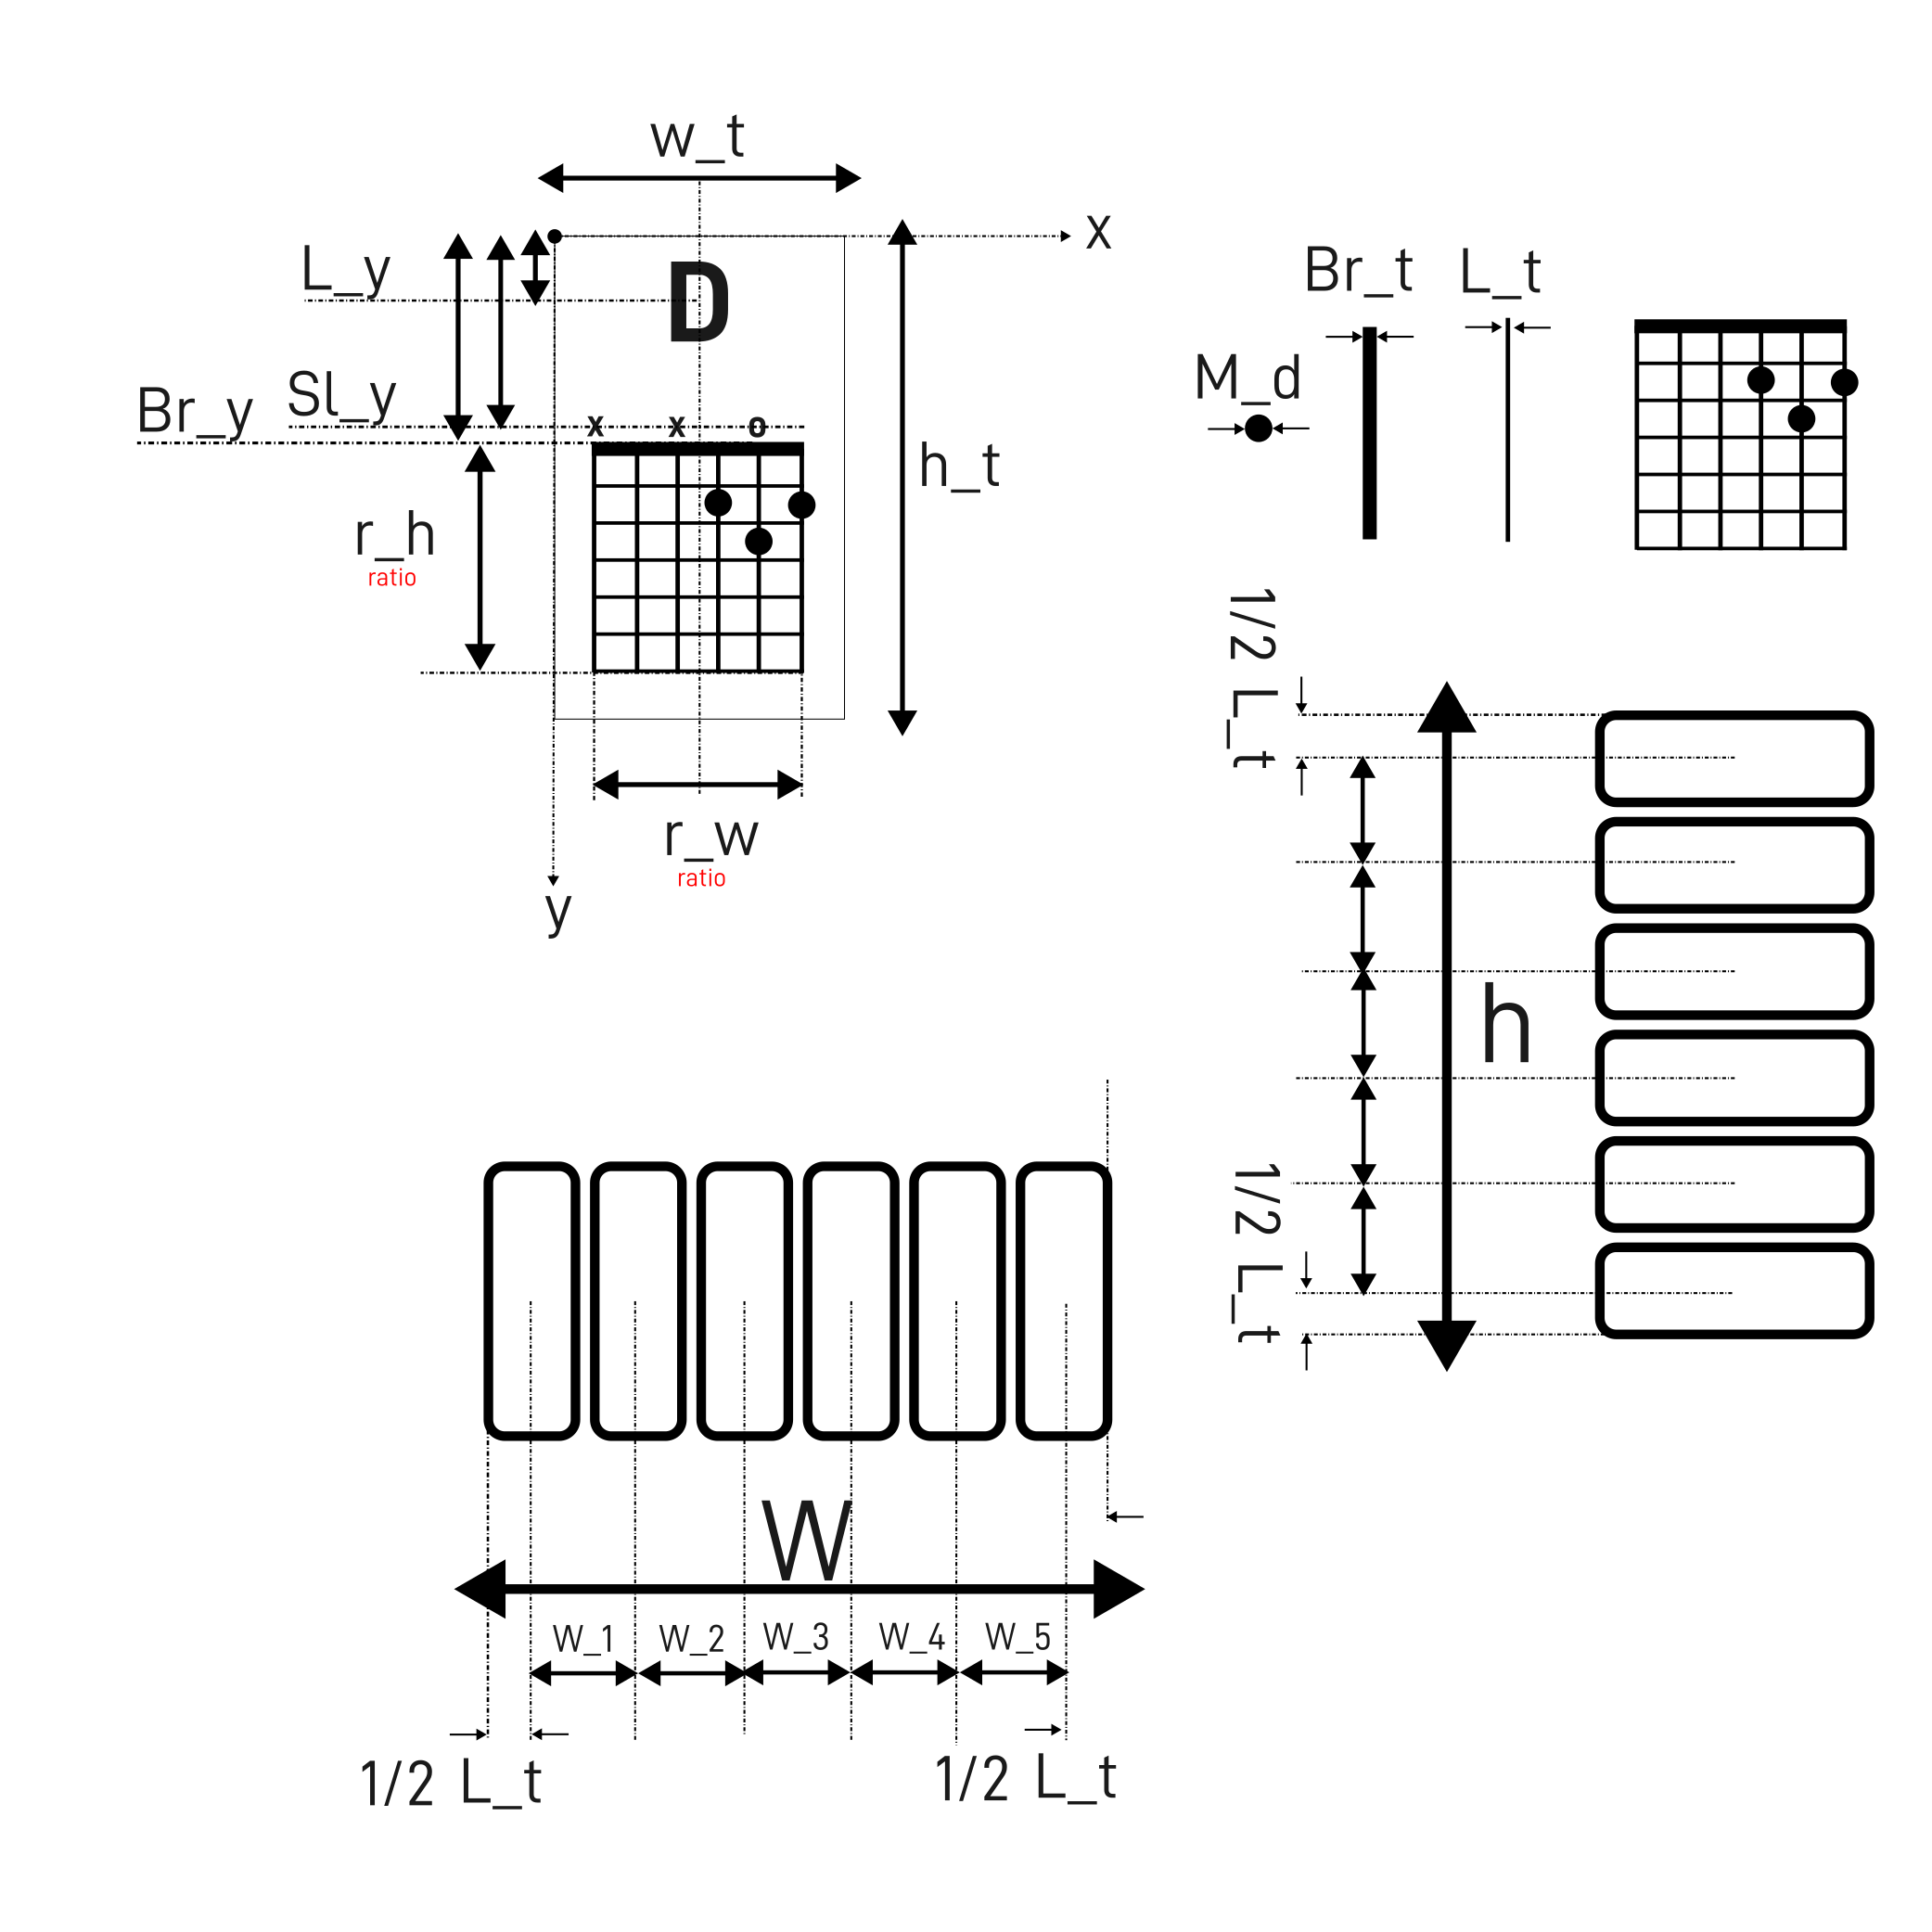 w_t
x
L_y
D
Br_y
Sl_y
x x o
h_t
r_h
ratio
r_w
ratio
y
Br_t
L_t
M_d
1/2 L_t
h
1/2 L_t
W
W_1
W_2
W_3
W_4
W_5
1/2 L_t
1/2 L_t